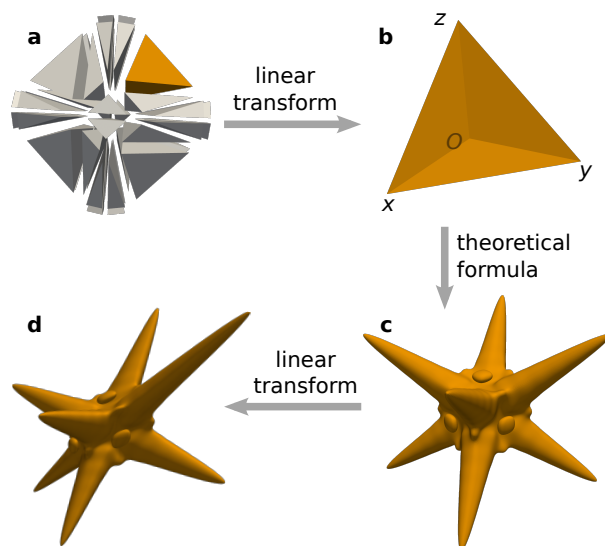 a
linear
transform
b
z
O
y
x
theoretical
formula
d
linear
transform
c